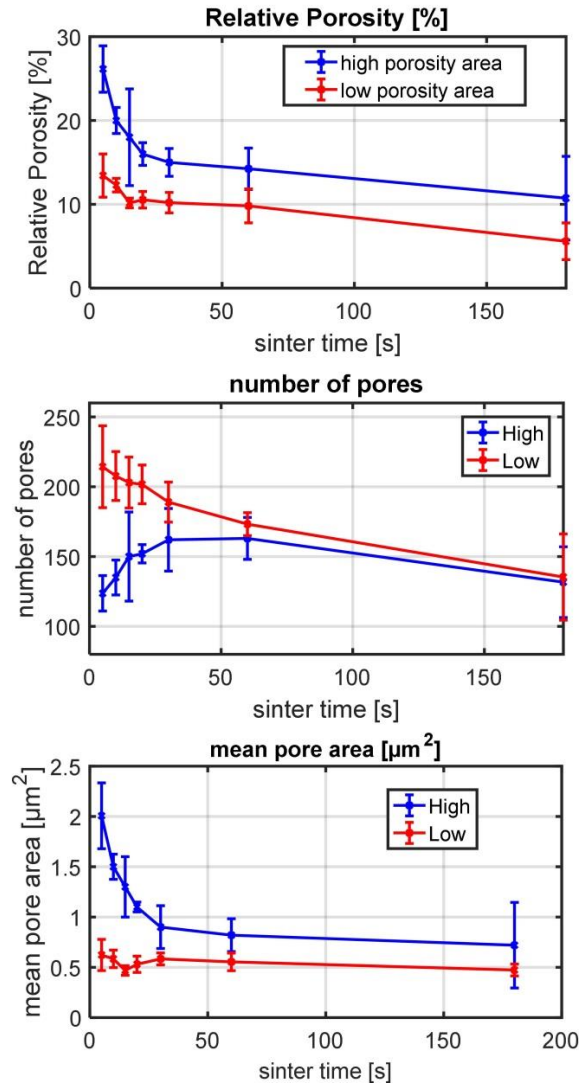 Relative Porosity [%]
Relative Porosity [%]
30
20
10
0
high porosity area
low porosity area
0 50 100 150
sinter time [s]
number of pores
number of pores
250
200
150
100
High
Low
0 50 100 150
sinter time [s]
mean pore area [µm²]
mean pore area [µm²]
2.5
2
1.5
1
0.5
0
High
Low
0 50 100 150 200
sinter time [s]